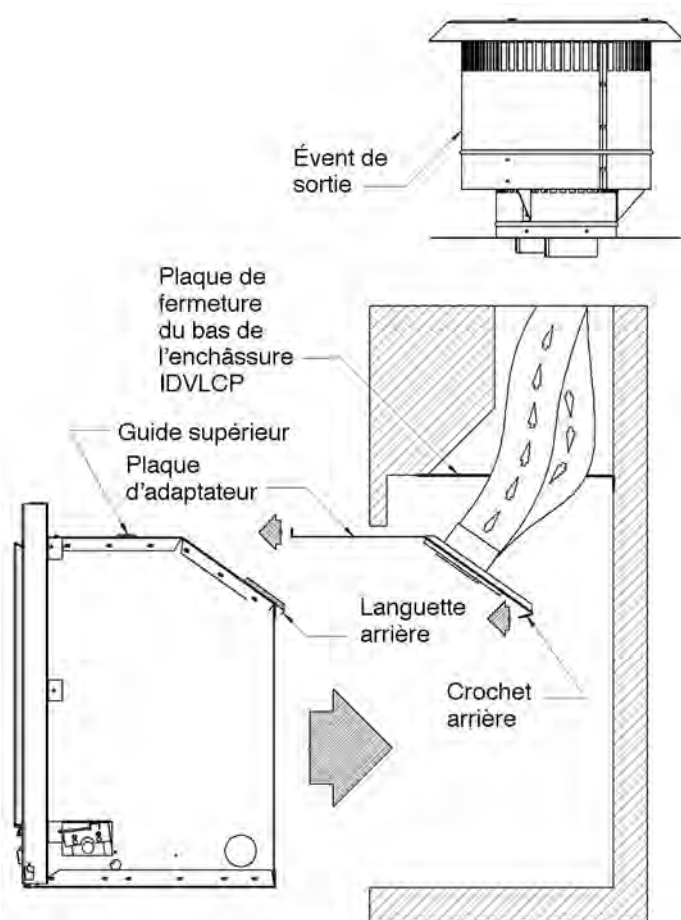 Évent de
sortie
Plaque de
fermeture
du bas de
l'enchâssure
IDVLCP
Guide supérieur
Plaque
d'adaptateur
Languette
arrière
Crochet
arrière